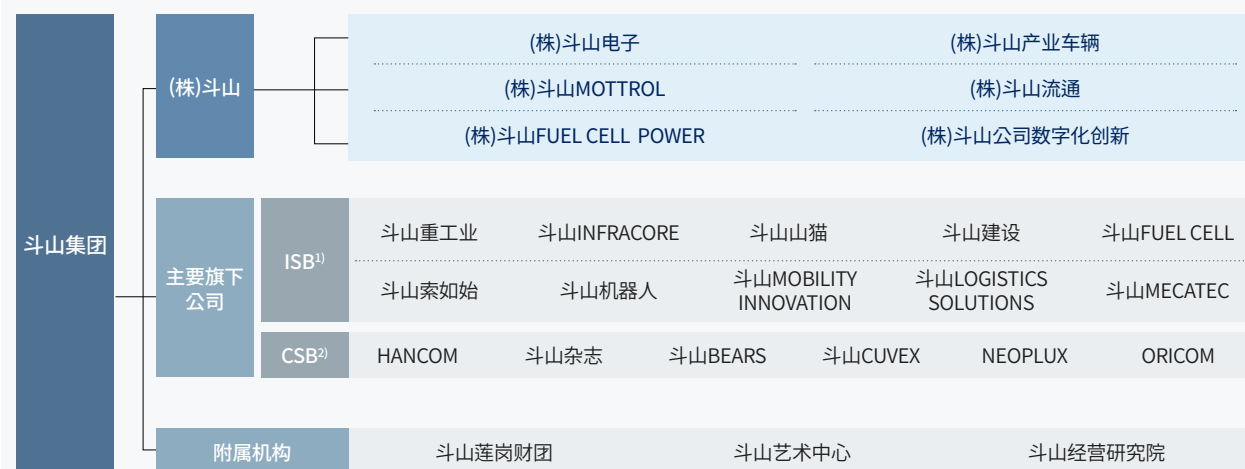 斗山集团
(株)斗山
(株)斗山电子
(株)斗山产业车辆
(株)斗山MOTTROL
(株)斗山流通
(株)斗山FUEL CELL POWER
(株)斗山公司数字化创新
主要旗下
公司
ISB1)
斗山重工业
斗山INFRACORE
斗山山猫
斗山建设
斗山FUEL CELL
斗山索如始
斗山机器人
斗山MOBILITY
INNOVATION
斗山LOGISTICS
SOLUTIONS
斗山MECATEC
CSB2)
HANCOM
斗山杂志
斗山BEARS
斗山CUVEX
NEOPLUX
ORICOM
附属机构
斗山莲岗财团
斗山艺术中心
斗山经营研究院